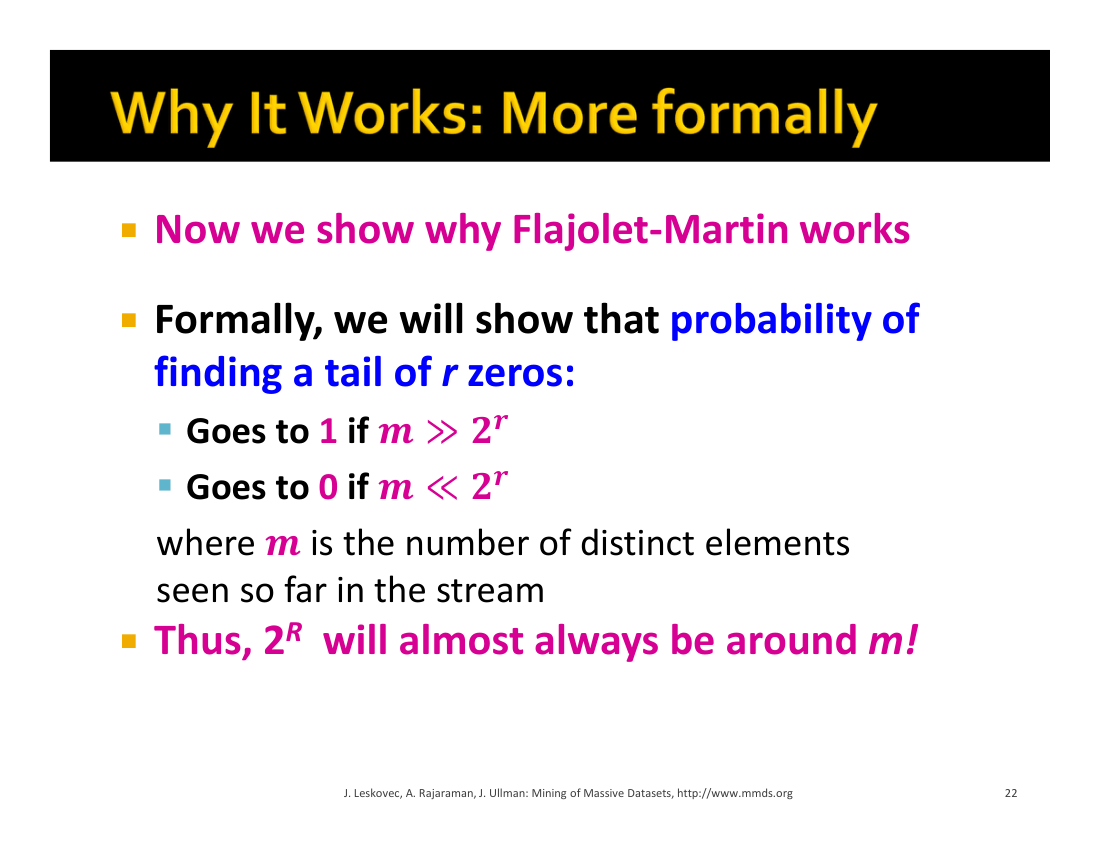 Why It Works: More formally
Now we show why Flajolet-Martin works
Formally, we will show that probability of
finding a tail of r zeros:
Goes to 1 if m ≫ 2^r
Goes to 0 if m ≪ 2^r
where m is the number of distinct elements
seen so far in the stream
Thus, 2^R will almost always be around m!
J. Leskovec, A. Rajaraman, J. Ullman: Mining of Massive Datasets, http://www.mmds.org 22